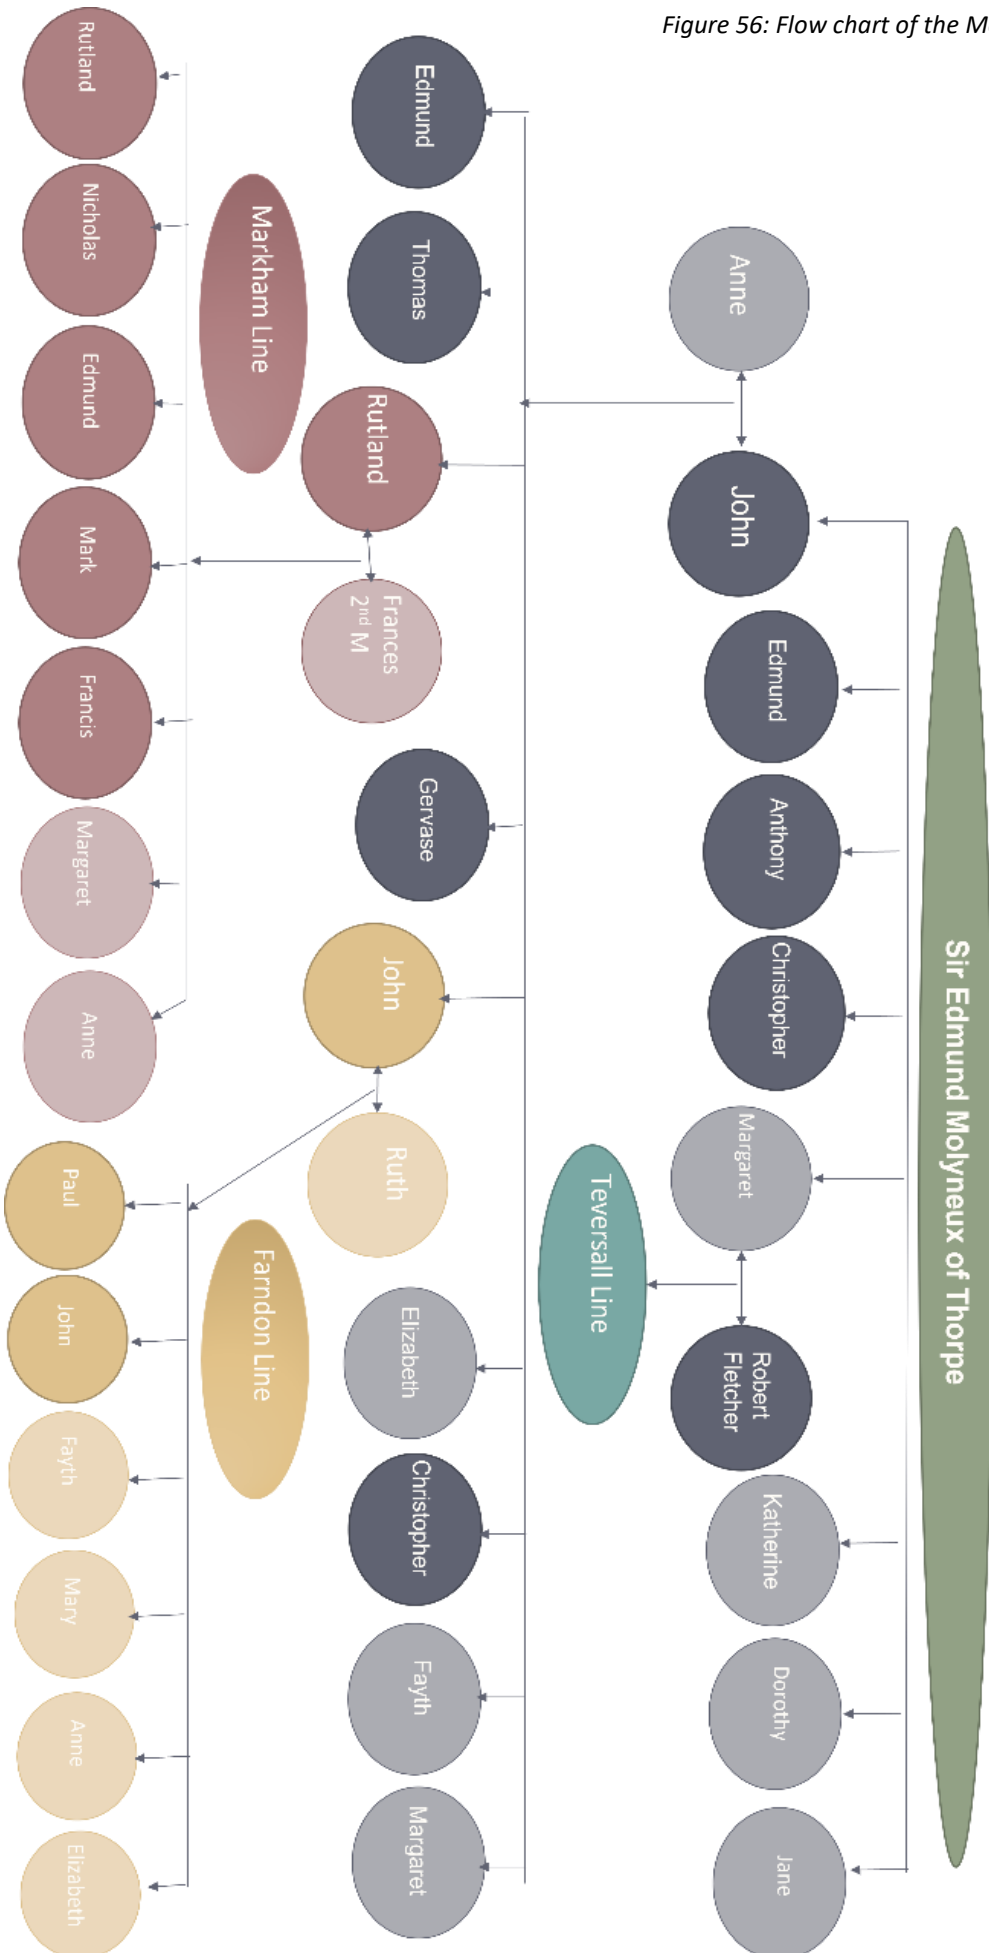 Figure 56: Flow chart of the M
Sir Edmund Molyneux of Thorpe
Anne
John
Edmund
Anthony
Christopher
Margaret
Robert
Fletcher
Katherine
Dorothy
Jane
Teversall Line
Edmund
Thomas
Rutland
Frances
2nd M
Gervase
John
Ruth
Elizabeth
Christopher
Fayth
Margaret
Markham Line
Farndon Line
Rutland
Nicholas
Edmund
Mark
Francis
Margaret
Anne
Paul
John
Fayth
Mary
Anne
Elizabeth